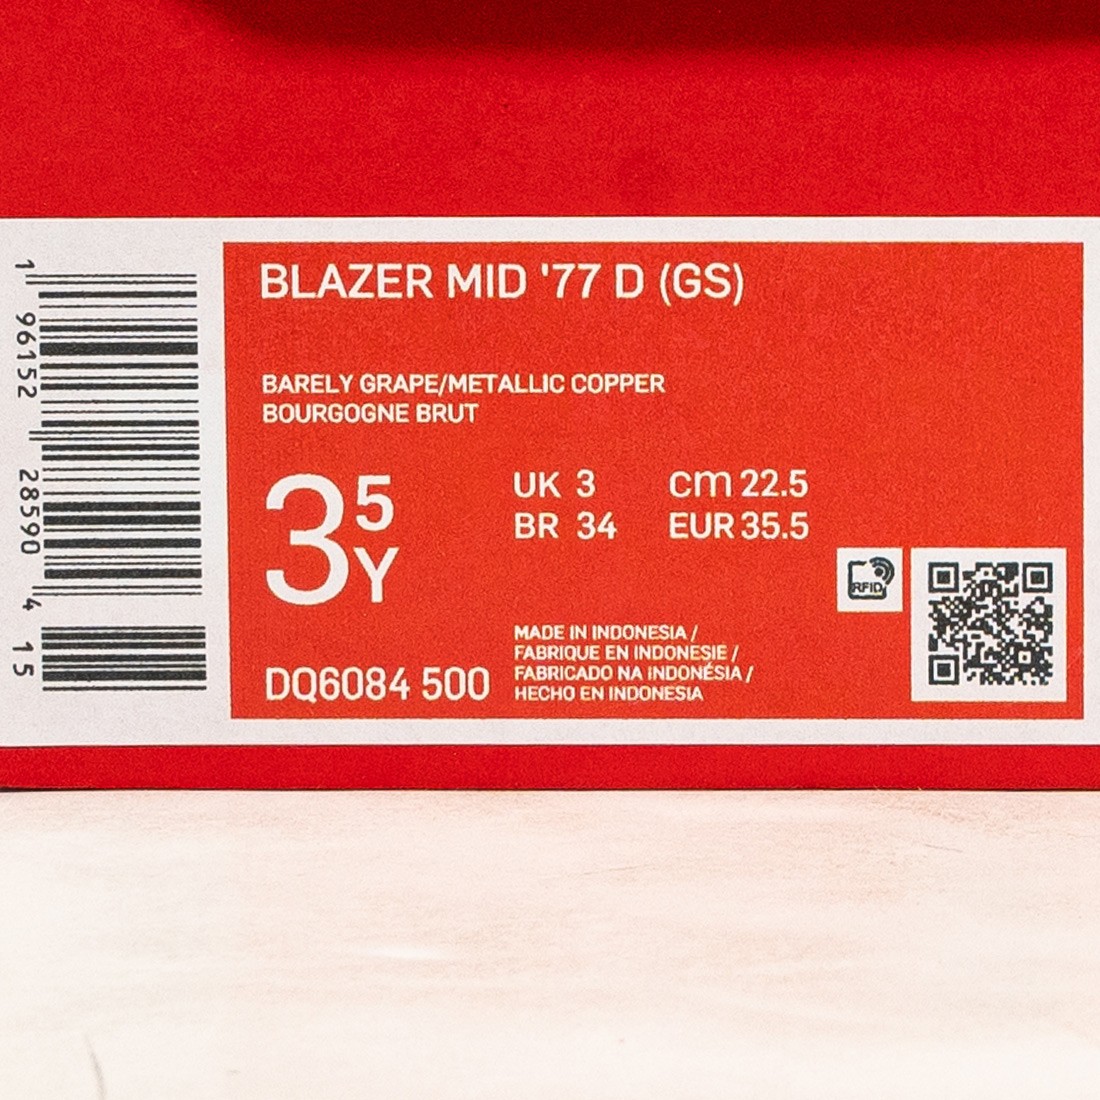 BLAZER MID '77 D (GS)
BARELY GRAPE/METALLIC COPPER
BOURGOGNE BRUT
3 5 Y
UK 3 cm 22.5
BR 34 EUR 35.5
RFID
DQ6084 500
MADE IN INDONESIA /
FABRIQUE EN INDONESIE /
FABRICADO NA INDONÉSIA /
HECHO EN INDONESIA
1 96152 28590 4 15